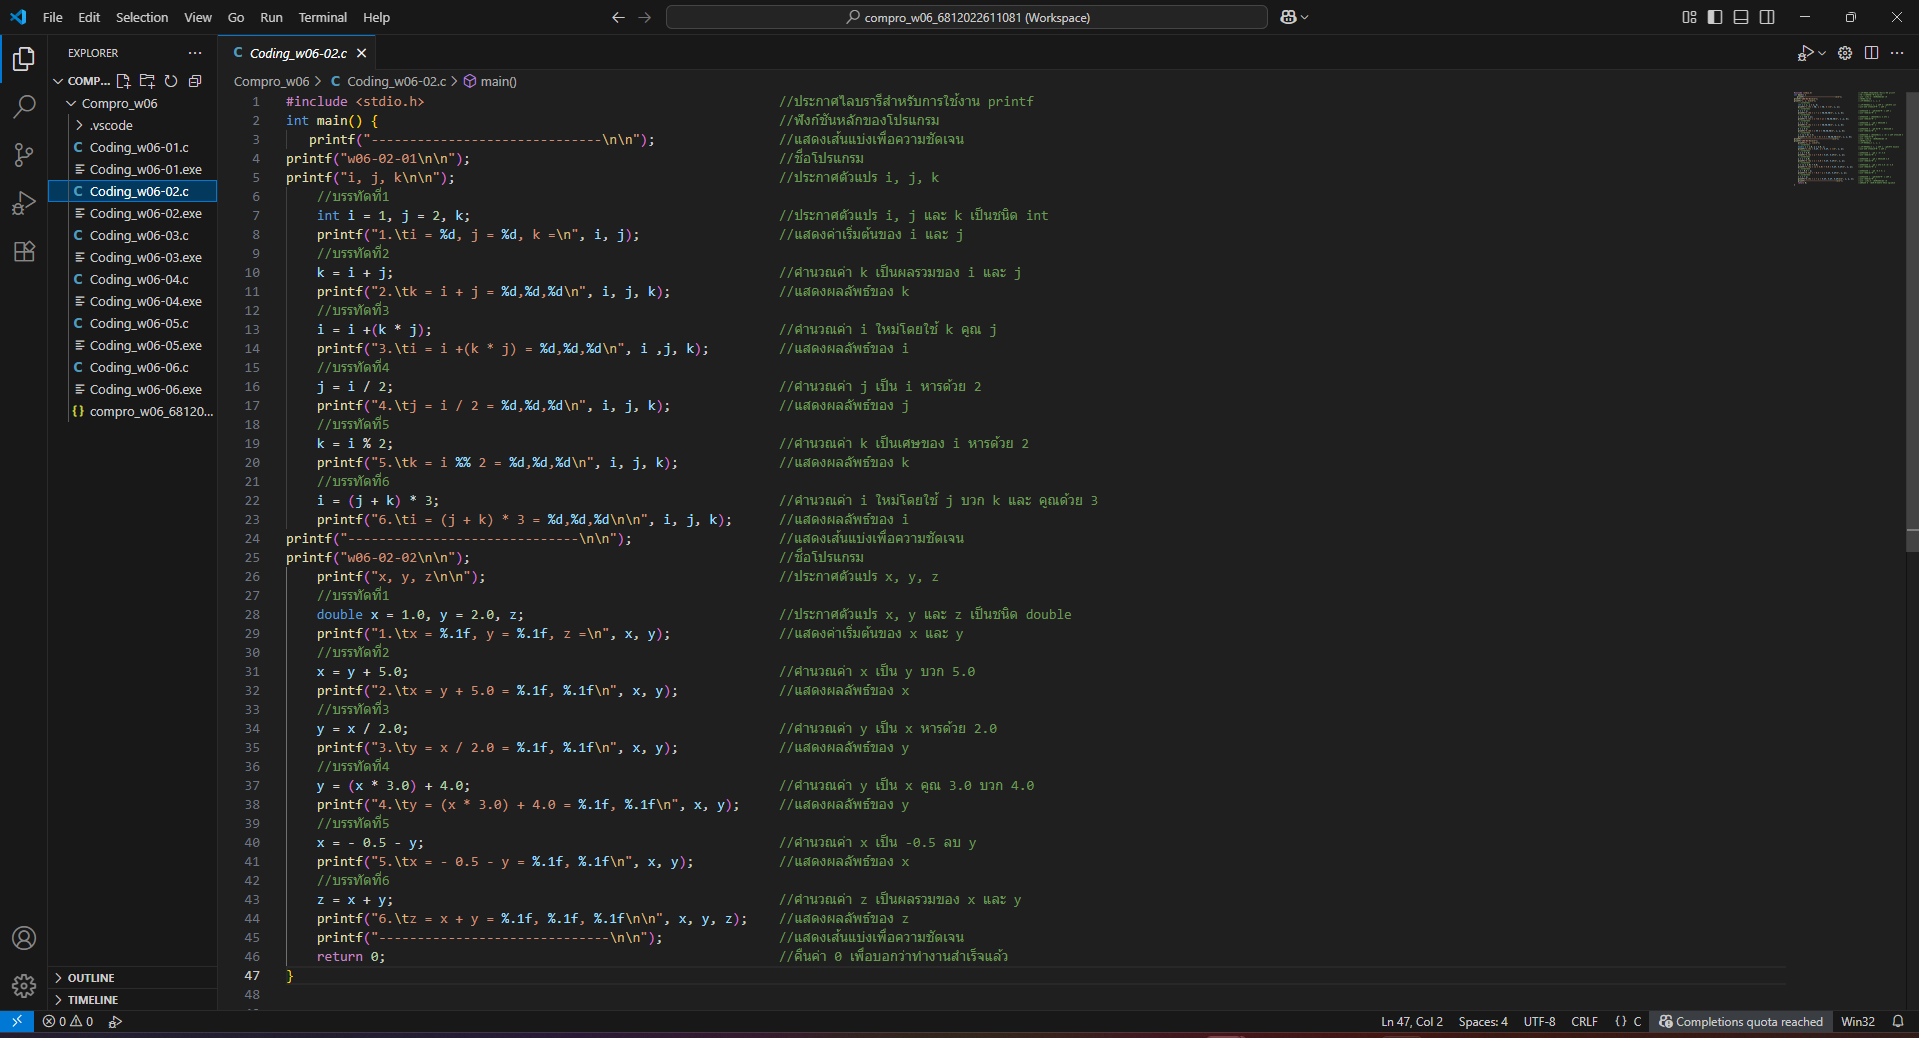 File Edit Selection View Go Run Terminal Help
compro_w06_6812022611081 (Workspace)
EXPLORER
COMP...
Compro_w06
.vscode
C Coding_w06-01.c
Coding_w06-01.exe
C Coding_w06-02.c
Coding_w06-02.exe
C Coding_w06-03.c
Coding_w06-03.exe
C Coding_w06-04.c
Coding_w06-04.exe
C Coding_w06-05.c
Coding_w06-05.exe
C Coding_w06-06.c
Coding_w06-06.exe
{} compro_w06_68120...
OUTLINE
TIMELINE
C Coding_w06-02.c
Compro_w06 > C Coding_w06-02.c > main()
1 #include <stdio.h> //ประกาศไลบรารีสำหรับการใช้งาน printf
2 int main() { //ฟังก์ชันหลักของโปรแกรม
3 printf("------------------------------\n\n"); //แสดงเส้นแบ่งเพื่อความชัดเจน
4 printf("w06-02-01\n\n"); //ชื่อโปรแกรม
5 printf("i, j, k\n\n"); //ประกาศตัวแปร i, j, k
6 //บรรทัดที่1
7 int i = 1, j = 2, k; //ประกาศตัวแปร i, j และ k เป็นชนิด int
8 printf("1.\ti = %d, j = %d, k =\n", i, j); //แสดงค่าเริ่มต้นของ i และ j
9 //บรรทัดที่2
10 k = i + j; //คำนวณค่า k เป็นผลรวมของ i และ j
11 printf("2.\tk = i + j = %d,%d,%d\n", i, j, k); //แสดงผลลัพธ์ของ k
12 //บรรทัดที่3
13 i = i +(k * j); //คำนวณค่า i ใหม่โดยใช้ k คูณ j
14 printf("3.\ti = i +(k * j) = %d,%d,%d\n", i ,j, k); //แสดงผลลัพธ์ของ i
15 //บรรทัดที่4
16 j = i / 2; //คำนวณค่า j เป็น i หารด้วย 2
17 printf("4.\tj = i / 2 = %d,%d,%d\n", i, j, k); //แสดงผลลัพธ์ของ j
18 //บรรทัดที่5
19 k = i % 2; //คำนวณค่า k เป็นเศษของ i หารด้วย 2
20 printf("5.\tk = i %% 2 = %d,%d,%d\n", i, j, k); //แสดงผลลัพธ์ของ k
21 //บรรทัดที่6
22 i = (j + k) * 3; //คำนวณค่า i ใหม่โดยใช้ j บวก k และ คูณด้วย 3
23 printf("6.\ti = (j + k) * 3 = %d,%d,%d\n\n", i, j, k); //แสดงผลลัพธ์ของ i
24 printf("------------------------------\n\n"); //แสดงเส้นแบ่งเพื่อความชัดเจน
25 printf("w06-02-02\n\n"); //ชื่อโปรแกรม
26 printf("x, y, z\n\n"); //ประกาศตัวแปร x, y, z
27 //บรรทัดที่1
28 double x = 1.0, y = 2.0, z; //ประกาศตัวแปร x, y และ z เป็นชนิด double
29 printf("1.\tx = %.1f, y = %.1f, z =\n", x, y); //แสดงค่าเริ่มต้นของ x และ y
30 //บรรทัดที่2
31 x = y + 5.0; //คำนวณค่า x เป็น y บวก 5.0
32 printf("2.\tx = y + 5.0 = %.1f, %.1f\n", x, y); //แสดงผลลัพธ์ของ x
33 //บรรทัดที่3
34 y = x / 2.0; //คำนวณค่า y เป็น x หารด้วย 2.0
35 printf("3.\ty = x / 2.0 = %.1f, %.1f\n", x, y); //แสดงผลลัพธ์ของ y
36 //บรรทัดที่4
37 y = (x * 3.0) + 4.0; //คำนวณค่า y เป็น x คูณ 3.0 บวก 4.0
38 printf("4.\ty = (x * 3.0) + 4.0 = %.1f, %.1f\n", x, y); //แสดงผลลัพธ์ของ y
39 //บรรทัดที่5
40 x = - 0.5 - y; //คำนวณค่า x เป็น -0.5 ลบ y
41 printf("5.\tx = - 0.5 - y = %.1f, %.1f\n", x, y); //แสดงผลลัพธ์ของ x
42 //บรรทัดที่6
43 z = x + y; //คำนวณค่า z เป็นผลรวมของ x และ y
44 printf("6.\tz = x + y = %.1f, %.1f, %.1f\n\n", x, y, z); //แสดงผลลัพธ์ของ z
45 printf("------------------------------\n\n"); //แสดงเส้นแบ่งเพื่อความชัดเจน
46 return 0; //คืนค่า 0 เพื่อบอกว่าทำงานสำเร็จแล้ว
47 }
48
0 0 Ln 47, Col 2 Spaces: 4 UTF-8 CRLF {} C Completions quota reached Win32